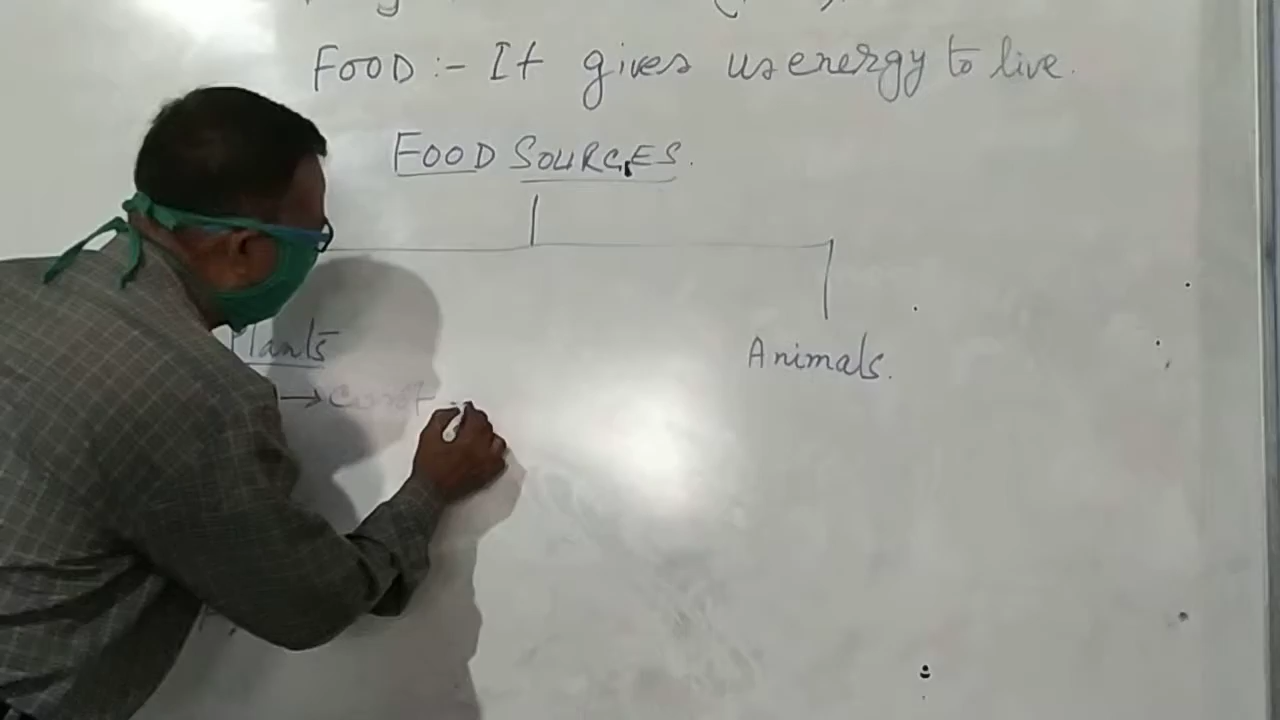 FOOD :- It gives us energy to live.
FOOD SOURCES.
Plants
Animals.
→